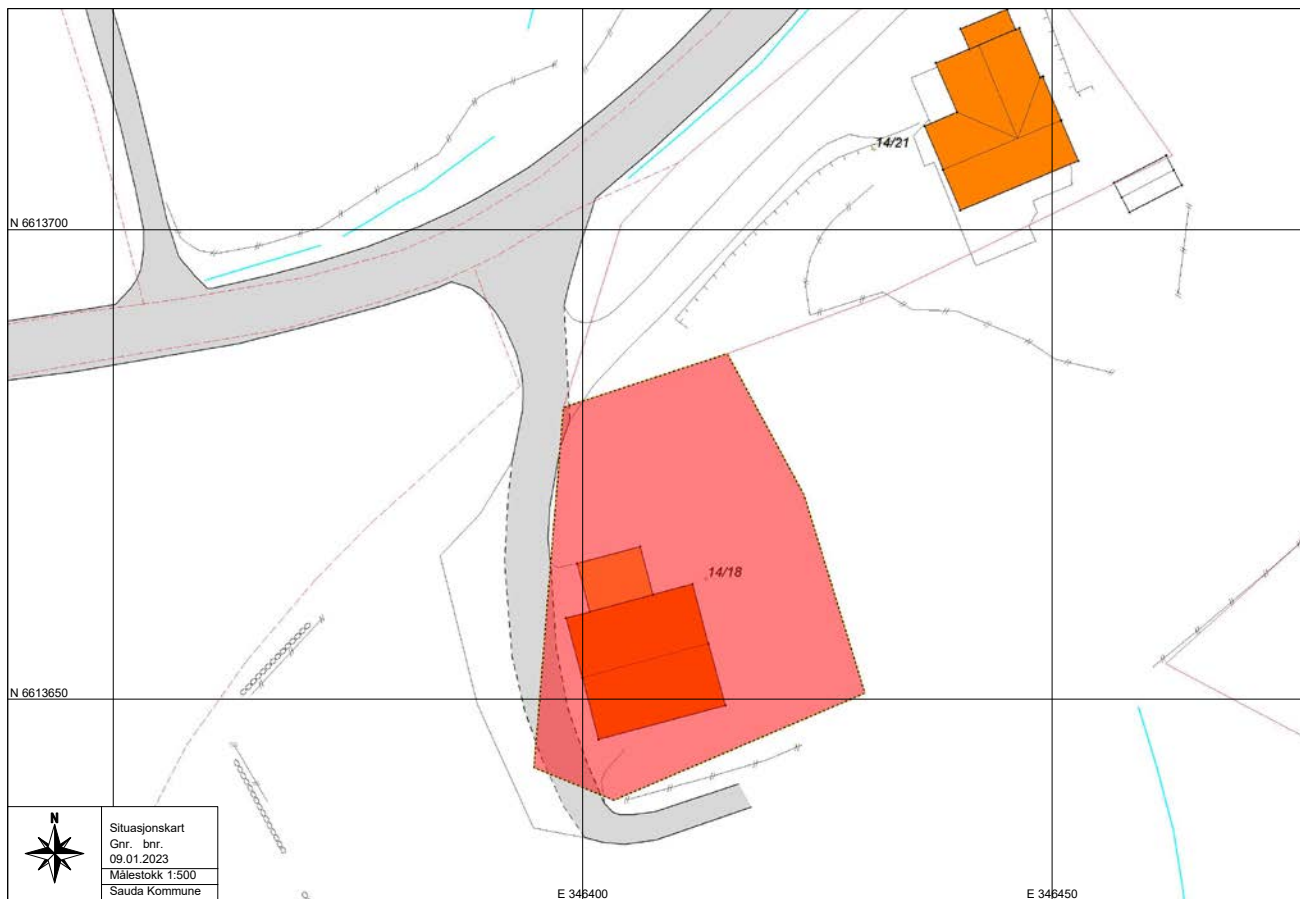 14/21
N 6613700
14/18
N 6613650
N
Situasjonskart
Gnr. bnr.
09.01.2023
Målestokk 1:500
Sauda Kommune
E 346400
E 346450